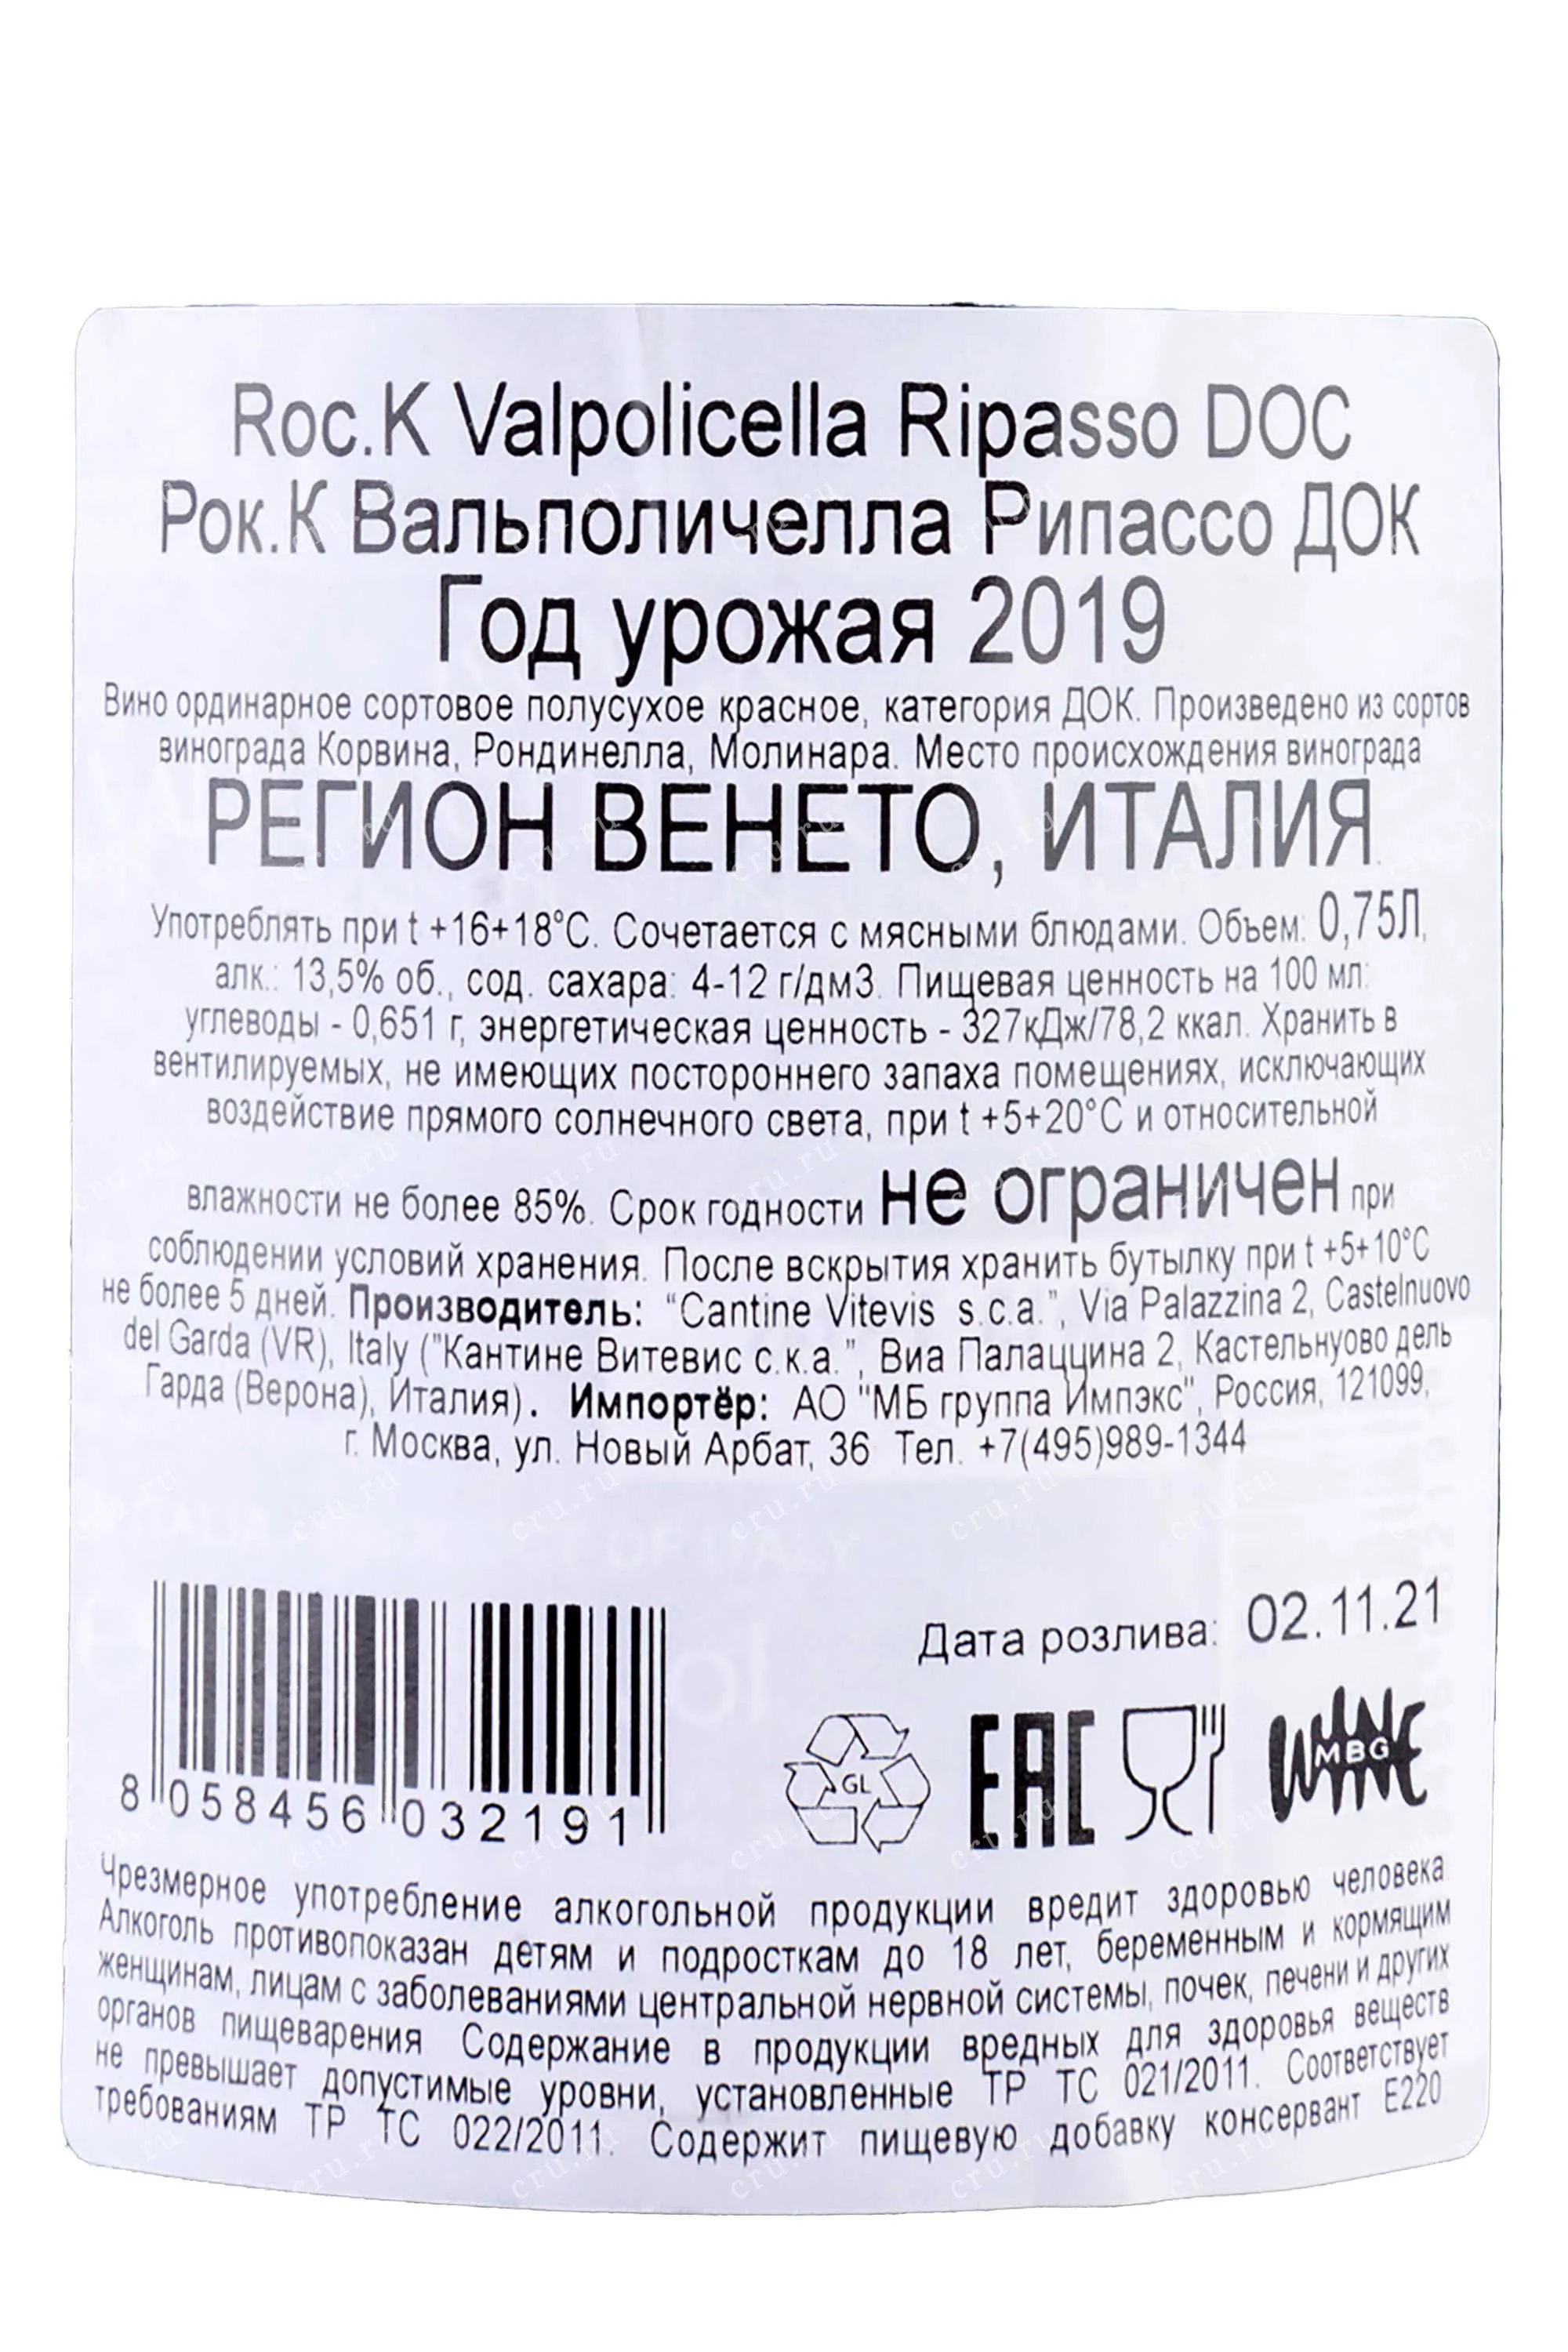 Roc.K Valpolicella Ripasso DOC
Рок.К Вальполичелла Рипассо ДОК
Год урожая 2019
Вино ординарное сортовое полусухое красное, категория ДОК. Произведено из сортов
винограда Корвина, Рондинелла, Молинара. Место происхождения винограда
РЕГИОН ВЕНЕТО, ИТАЛИЯ.
Употреблять при t +16+18°C. Сочетается с мясными блюдами. Объем: 0,75Л,
алк.: 13,5% об., сод. сахара: 4-12 г/дм3. Пищевая ценность на 100 мл:
углеводы - 0,651 г, энергетическая ценность - 327кДж/78,2 ккал. Хранить в
вентилируемых, не имеющих постороннего запаха помещениях, исключающих
воздействие прямого солнечного света, при t +5+20°C и относительной
влажности не более 85%. Срок годности не ограничен при
соблюдении условий хранения. После вскрытия хранить бутылку при t +5+10°C
не более 5 дней. Производитель: "Cantine Vitevis s.c.a.", Via Palazzina 2, Castelnuovo
del Garda (VR), Italy ("Кантине Витевис с.к.а.", Виа Палаццина 2, Кастельнуово дель
Гарда (Верона), Италия). Импортёр: АО "МБ группа Импэкс", Россия, 121099,
г. Москва, ул. Новый Арбат, 36 Тел. +7(495)989-1344
OF ITALY
Дата розлива: 02.11.21
8 058456 032191
GL
EAC
WINE
MBG
Чрезмерное употребление алкогольной продукции вредит здоровью человека
Алкоголь противопоказан детям и подросткам до 18 лет, беременным и кормящим
женщинам, лицам с заболеваниями центральной нервной системы, почек, печени и других
органов пищеварения Содержание в продукции вредных для здоровья веществ
не превышает допустимые уровни, установленные ТР ТС 021/2011. Соответствует
требованиям ТР ТС 022/2011. Содержит пищевую добавку консервант Е220
cru.ru